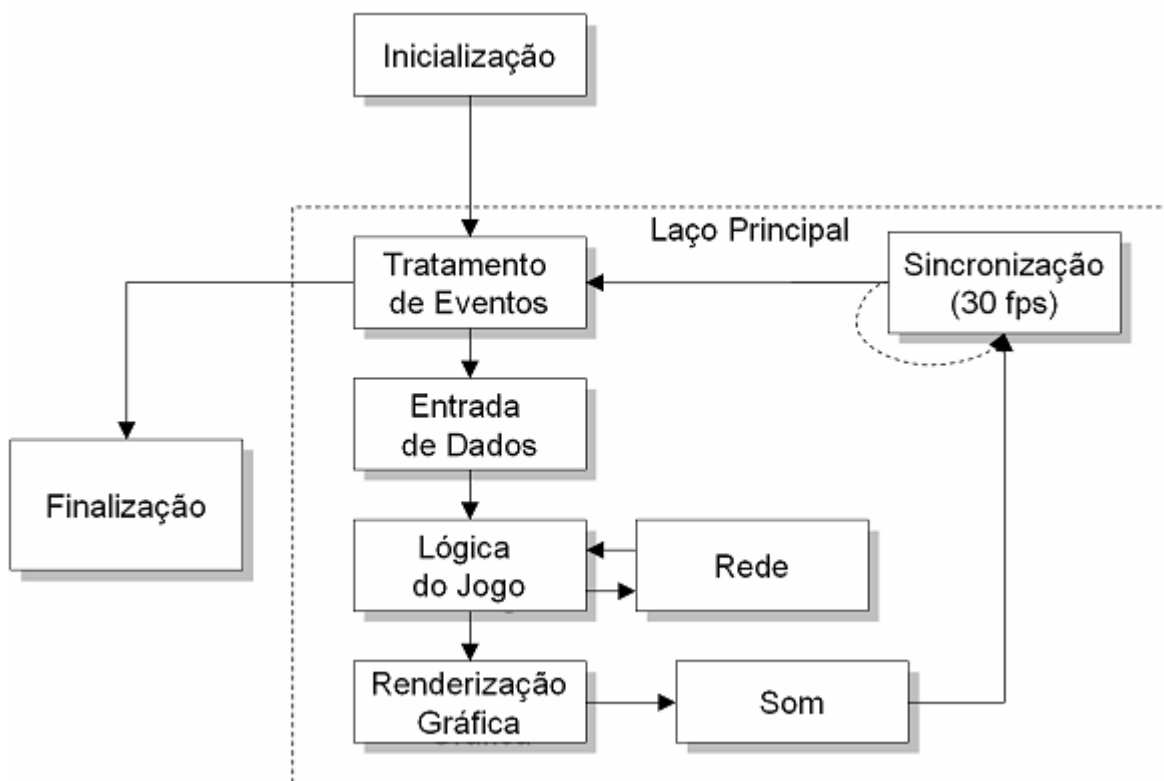 Inicialização
Laço Principal
Tratamento
de Eventos
Sincronização
(30 fps)
Entrada
de Dados
Finalização
Lógica
do Jogo
Rede
Renderização
Gráfica
Som